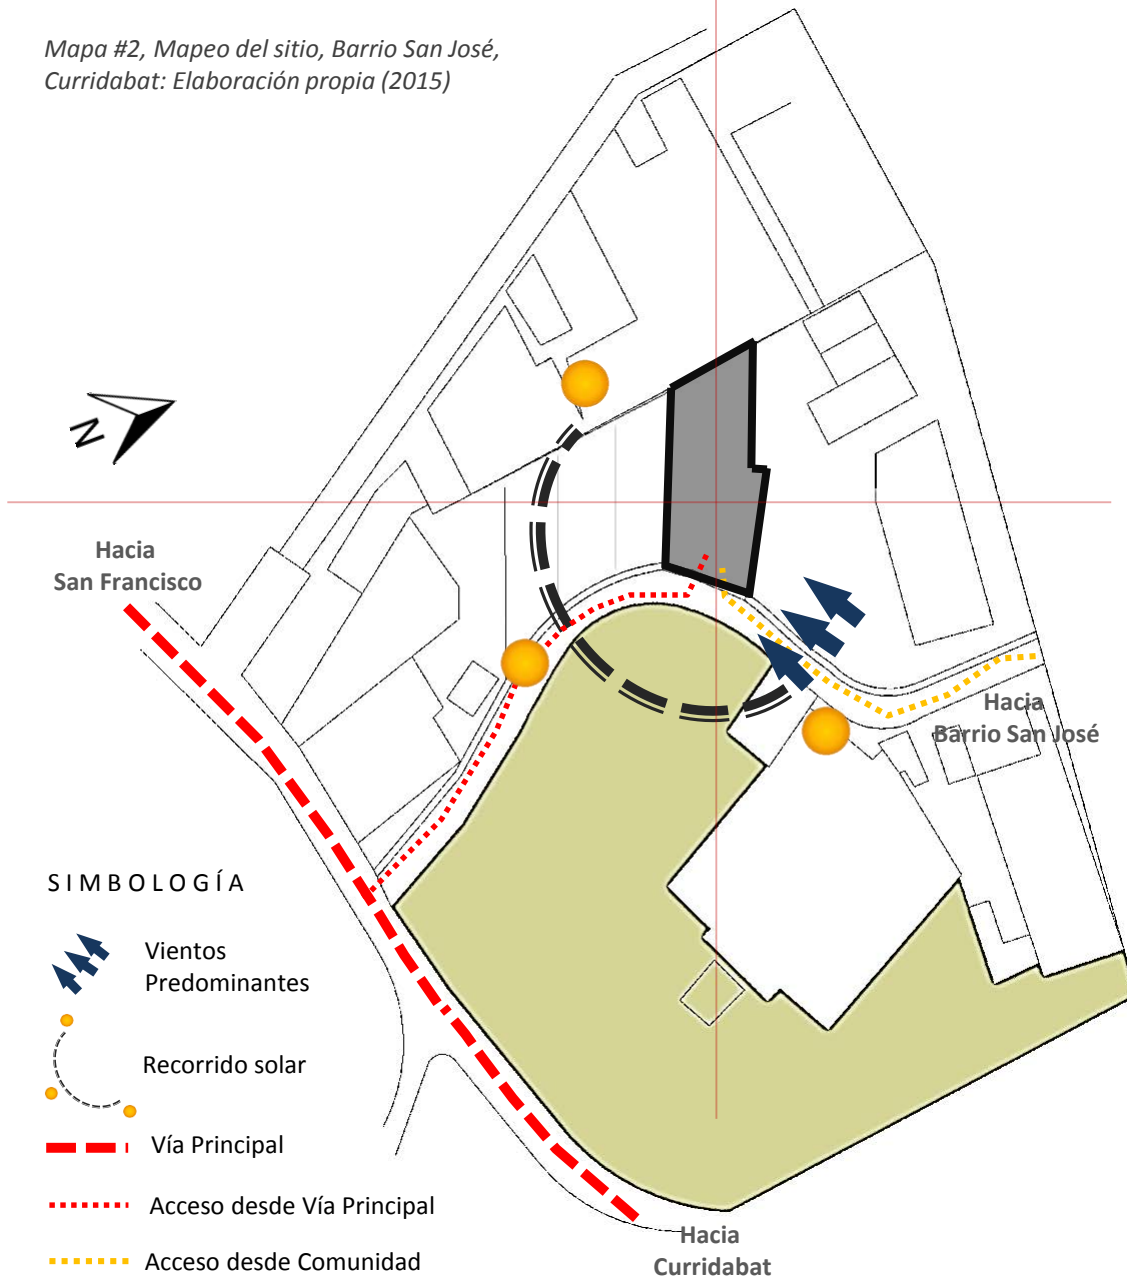 Mapa #2, Mapeo del sitio, Barrio San José,
Curridabat: Elaboración propia (2015)
N
Hacia
San Francisco
Hacia
Barrio San José
SIMBOLOGÍA
Vientos
Predominantes
Recorrido solar
Vía Principal
Acceso desde Vía Principal
Acceso desde Comunidad
Hacia
Curridabat